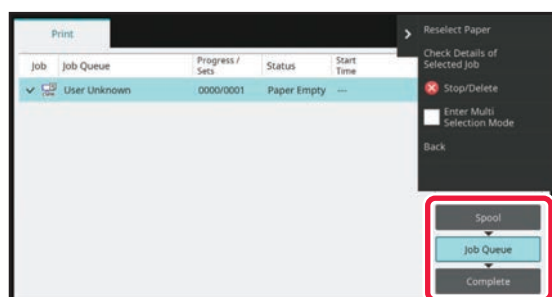 Print
Job
Job Queue
Progress /
Sets
Status
Start
Time
User Unknown
0000/0001
Paper Empty
---
Reselect Paper
Check Details of
Selected Job
Stop/Delete
Enter Multi
Selection Mode
Back
Spool
Job Queue
Complete